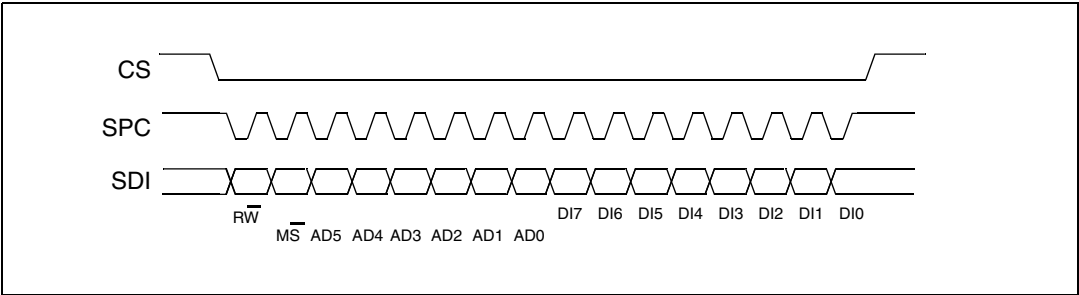 CS
SPC
SDI
RW̅
DI7 DI6 DI5 DI4 DI3 DI2 DI1 DI0
MS̅ AD5 AD4 AD3 AD2 AD1 AD0